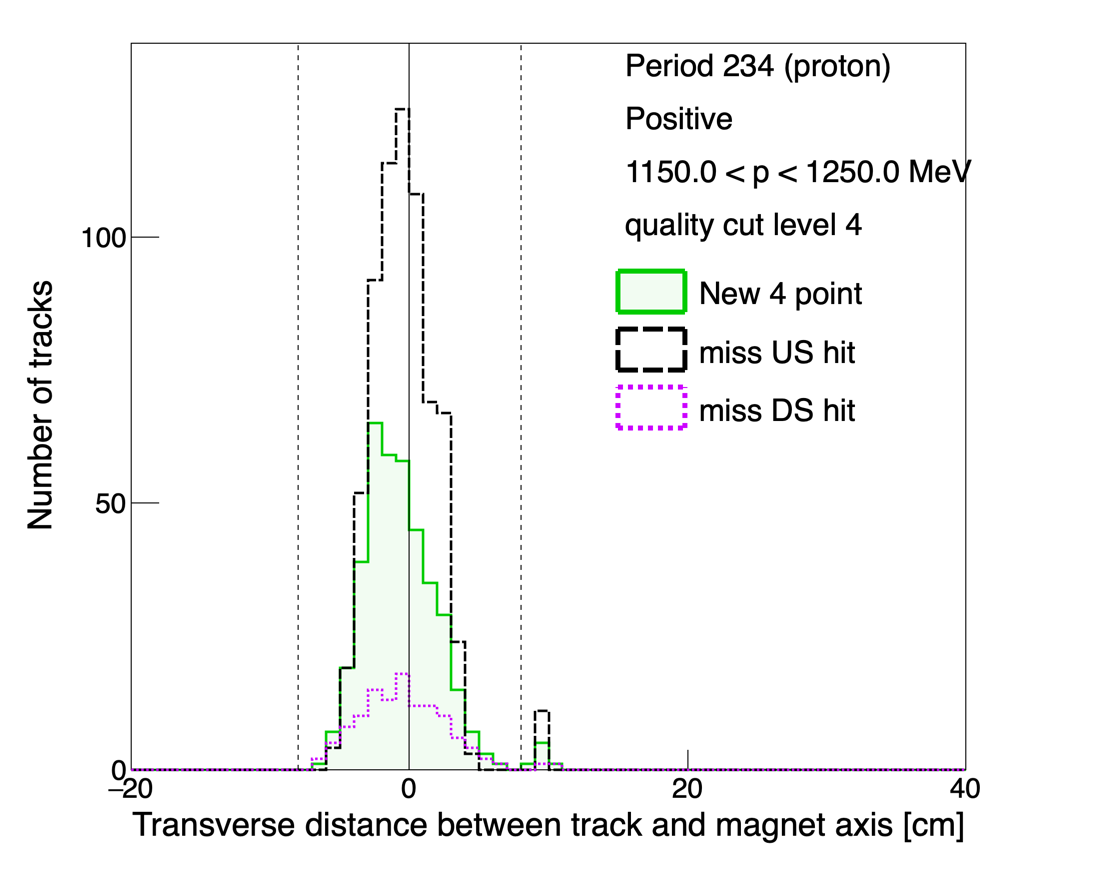 Period 234 (proton)
Positive
1150.0 < p < 1250.0 MeV
quality cut level 4
New 4 point
miss US hit
miss DS hit
Number of tracks
100
50
0
−20
0
20
40
Transverse distance between track and magnet axis [cm]